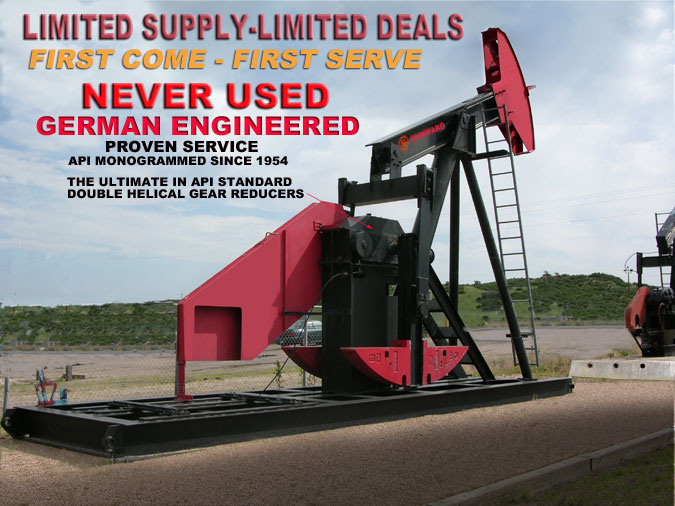 LIMITED SUPPLY-LIMITED DEALS
FIRST COME - FIRST SERVE
NEVER USED
GERMAN ENGINEERED
PROVEN SERVICE
API MONOGRAMMED SINCE 1954
THE ULTIMATE IN API STANDARD
DOUBLE HELICAL GEAR REDUCERS